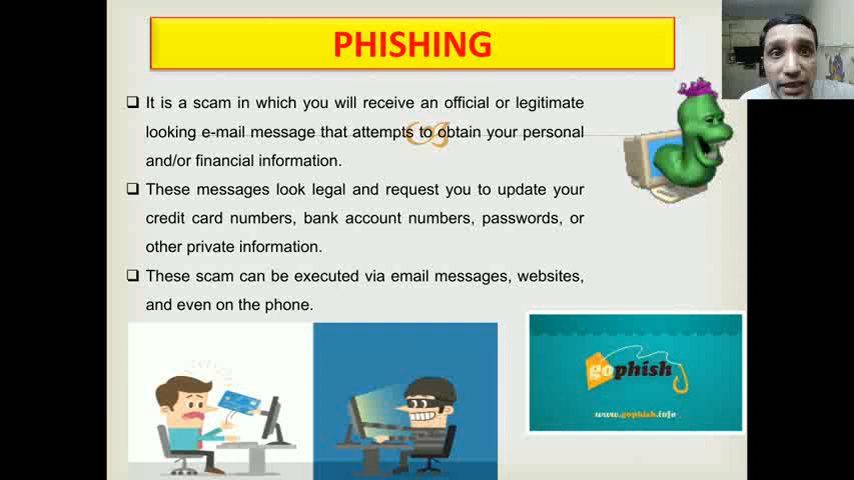 PHISHING
It is a scam in which you will receive an official or legitimate
looking e-mail message that attempts to obtain your personal
and/or financial information.
These messages look legal and request you to update your
credit card numbers, bank account numbers, passwords, or
other private information.
These scam can be executed via email messages, websites,
and even on the phone.
gophish
www.gophish.info